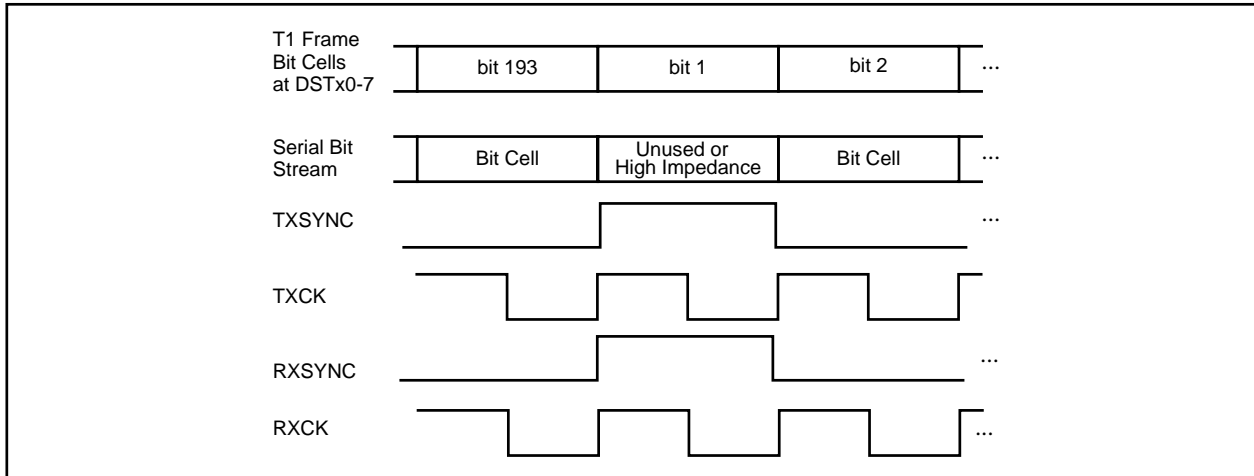 T1 Frame
Bit Cells
at DSTx0-7
bit 193
bit 1
bit 2
...
Serial Bit
Stream
Bit Cell
Unused or
High Impedance
Bit Cell
...
TXSYNC
...
TXCK
RXSYNC
...
RXCK
...